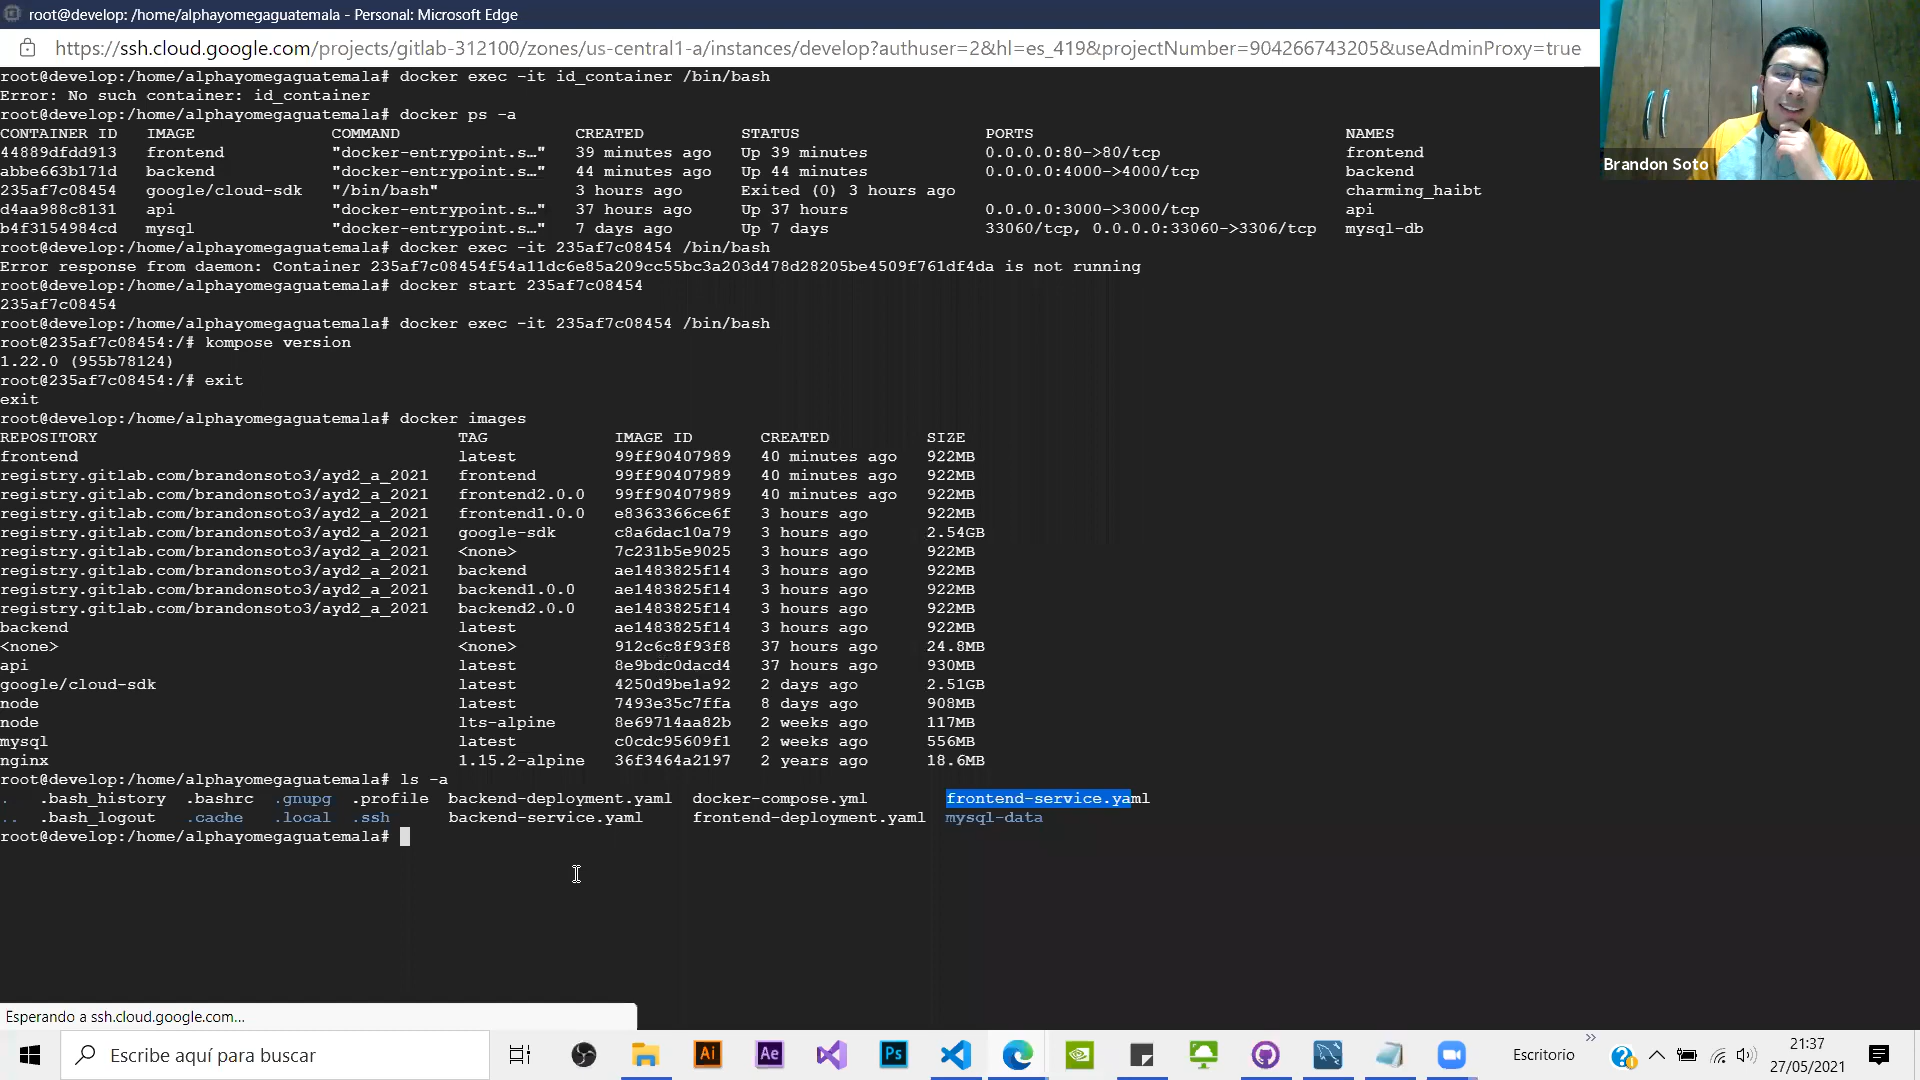 root@develop: /home/alphayomegaguatemala - Personal: Microsoft Edge
https://ssh.cloud.google.com/projects/gitlab-312100/zones/us-central1-a/instances/develop?authuser=2&hl=es_419&projectNumber=904266743205&useAdminProxy=true
root@develop:/home/alphayomegaguatemala# docker exec -it id_container /bin/bash
Error: No such container: id_container
root@develop:/home/alphayomegaguatemala# docker ps -a
CONTAINER ID IMAGE COMMAND CREATED STATUS PORTS NAMES
44889dfdd913 frontend "docker-entrypoint.s…" 39 minutes ago Up 39 minutes 0.0.0.0:80->80/tcp frontend
abbe663b171d backend "docker-entrypoint.s…" 44 minutes ago Up 44 minutes 0.0.0.0:4000->4000/tcp backend
235af7c08454 google/cloud-sdk "/bin/bash" 3 hours ago Exited (0) 3 hours ago charming_haibt
d4aa988c8131 api "docker-entrypoint.s…" 37 hours ago Up 37 hours 0.0.0.0:3000->3000/tcp api
b4f3154984cd mysql "docker-entrypoint.s…" 7 days ago Up 7 days 33060/tcp, 0.0.0.0:33060->3306/tcp mysql-db
root@develop:/home/alphayomegaguatemala# docker exec -it 235af7c08454 /bin/bash
Error response from daemon: Container 235af7c08454f54a11dc6e85a209cc55bc3a203d478d28205be4509f761df4da is not running
root@develop:/home/alphayomegaguatemala# docker start 235af7c08454
235af7c08454
root@develop:/home/alphayomegaguatemala# docker exec -it 235af7c08454 /bin/bash
root@235af7c08454:/# kompose version
1.22.0 (955b78124)
root@235af7c08454:/# exit
exit
root@develop:/home/alphayomegaguatemala# docker images
REPOSITORY TAG IMAGE ID CREATED SIZE
frontend latest 99ff90407989 40 minutes ago 922MB
registry.gitlab.com/brandonsoto3/ayd2_a_2021 frontend 99ff90407989 40 minutes ago 922MB
registry.gitlab.com/brandonsoto3/ayd2_a_2021 frontend2.0.0 99ff90407989 40 minutes ago 922MB
registry.gitlab.com/brandonsoto3/ayd2_a_2021 frontend1.0.0 e8363366ce6f 3 hours ago 922MB
registry.gitlab.com/brandonsoto3/ayd2_a_2021 google-sdk c8a6dac10a79 3 hours ago 2.54GB
registry.gitlab.com/brandonsoto3/ayd2_a_2021 <none> 7c231b5e9025 3 hours ago 922MB
registry.gitlab.com/brandonsoto3/ayd2_a_2021 backend ae1483825f14 3 hours ago 922MB
registry.gitlab.com/brandonsoto3/ayd2_a_2021 backend1.0.0 ae1483825f14 3 hours ago 922MB
registry.gitlab.com/brandonsoto3/ayd2_a_2021 backend2.0.0 ae1483825f14 3 hours ago 922MB
backend latest ae1483825f14 3 hours ago 922MB
<none> <none> 912c6c8f93f8 37 hours ago 24.8MB
api latest 8e9bdc0dacd4 37 hours ago 930MB
google/cloud-sdk latest 4250d9be1a92 2 days ago 2.51GB
node latest 7493e35c7ffa 8 days ago 908MB
node lts-alpine 8e69714aa82b 2 weeks ago 117MB
mysql latest c0cdc95609f1 2 weeks ago 556MB
nginx 1.15.2-alpine 36f3464a2197 2 years ago 18.6MB
root@develop:/home/alphayomegaguatemala# ls -a
. .bash_history .bashrc .gnupg .profile backend-deployment.yaml docker-compose.yml frontend-service.yaml
.. .bash_logout .cache .local .ssh backend-service.yaml frontend-deployment.yaml mysql-data
root@develop:/home/alphayomegaguatemala#
Brandon Soto
Esperando a ssh.cloud.google.com...
Escribe aquí para buscar
Ai
Ae
Ps
Escritorio
21:37
27/05/2021